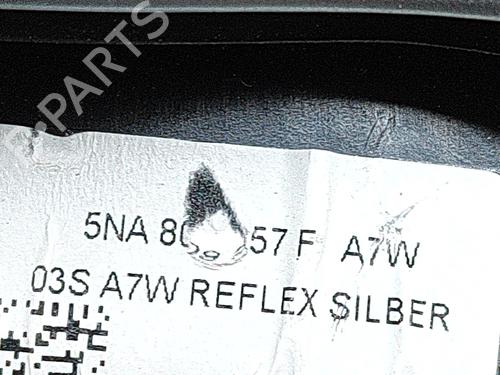 B-PARTS
5NA 8 57 F A7W
03S A7W REFLEX SILBER